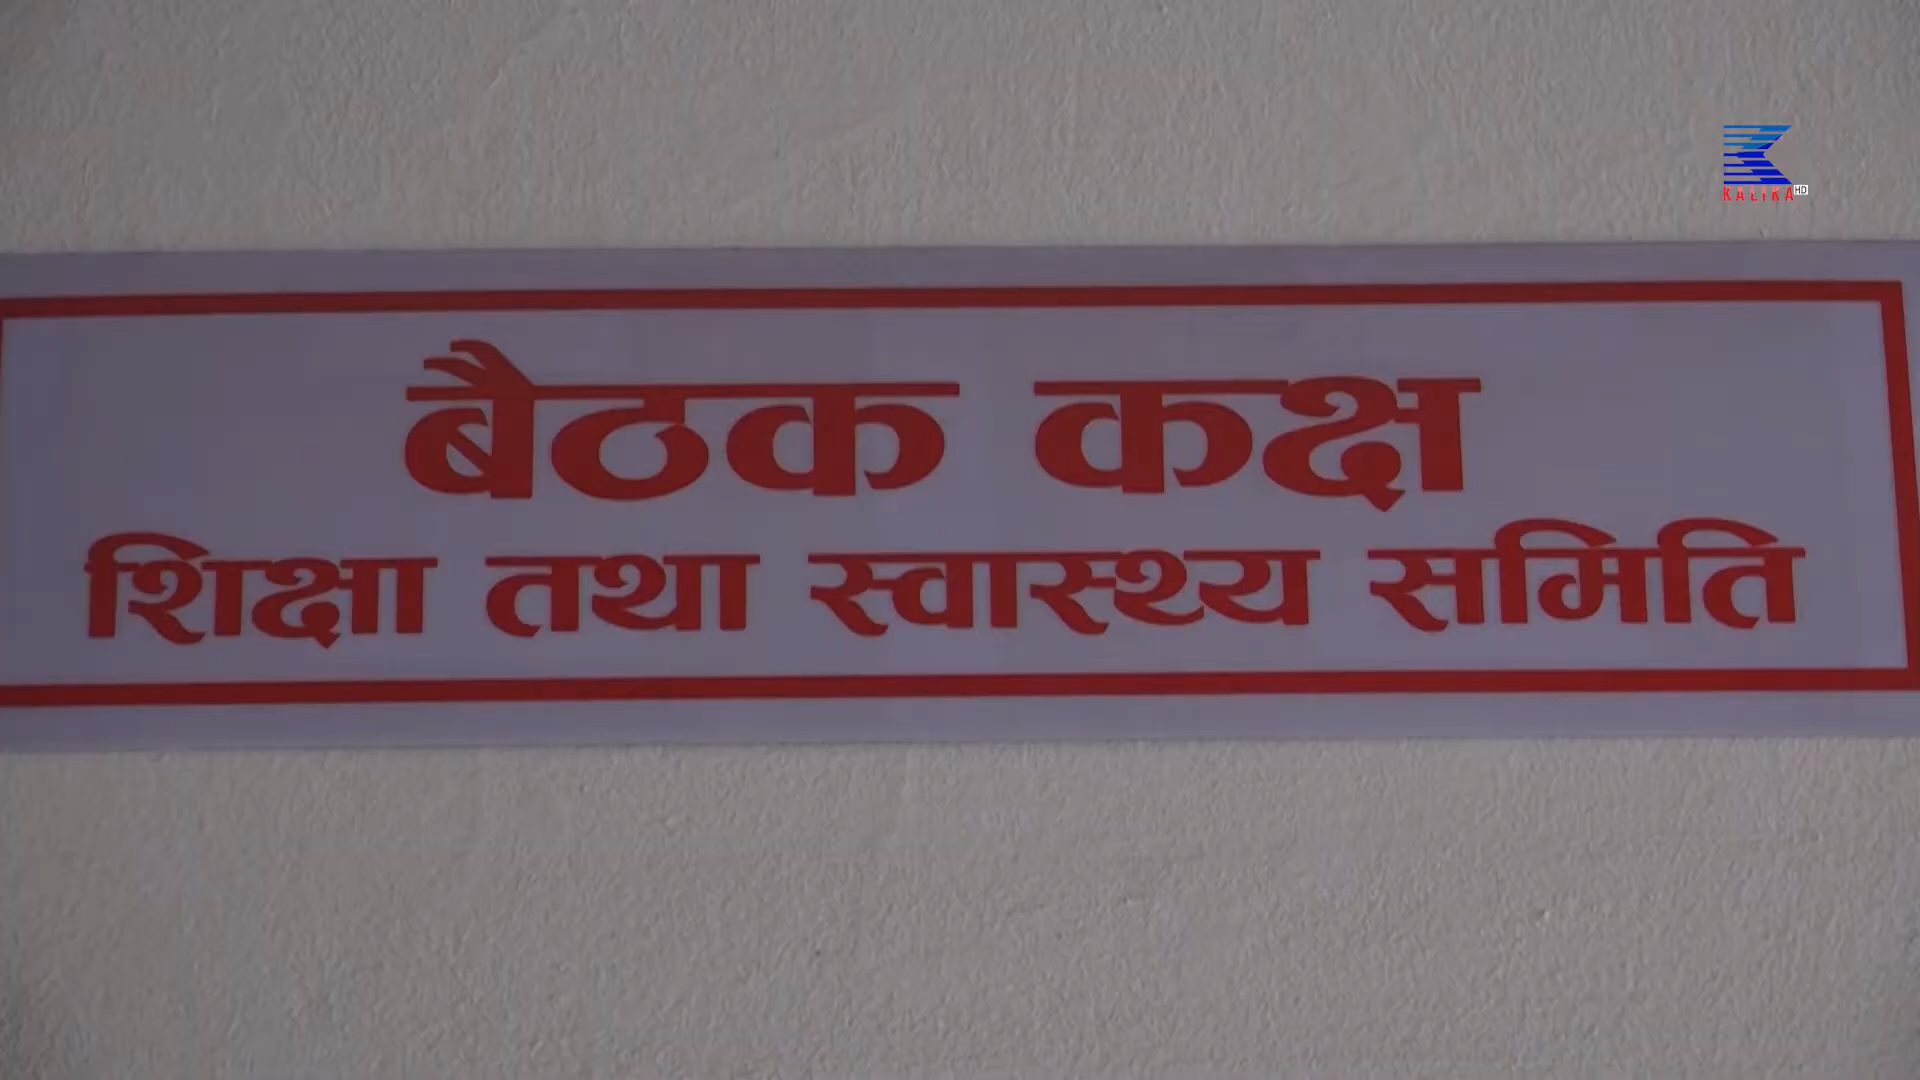 KALIKA HD
बैठक कक्ष
शिक्षा तथा स्वास्थ्य समिति